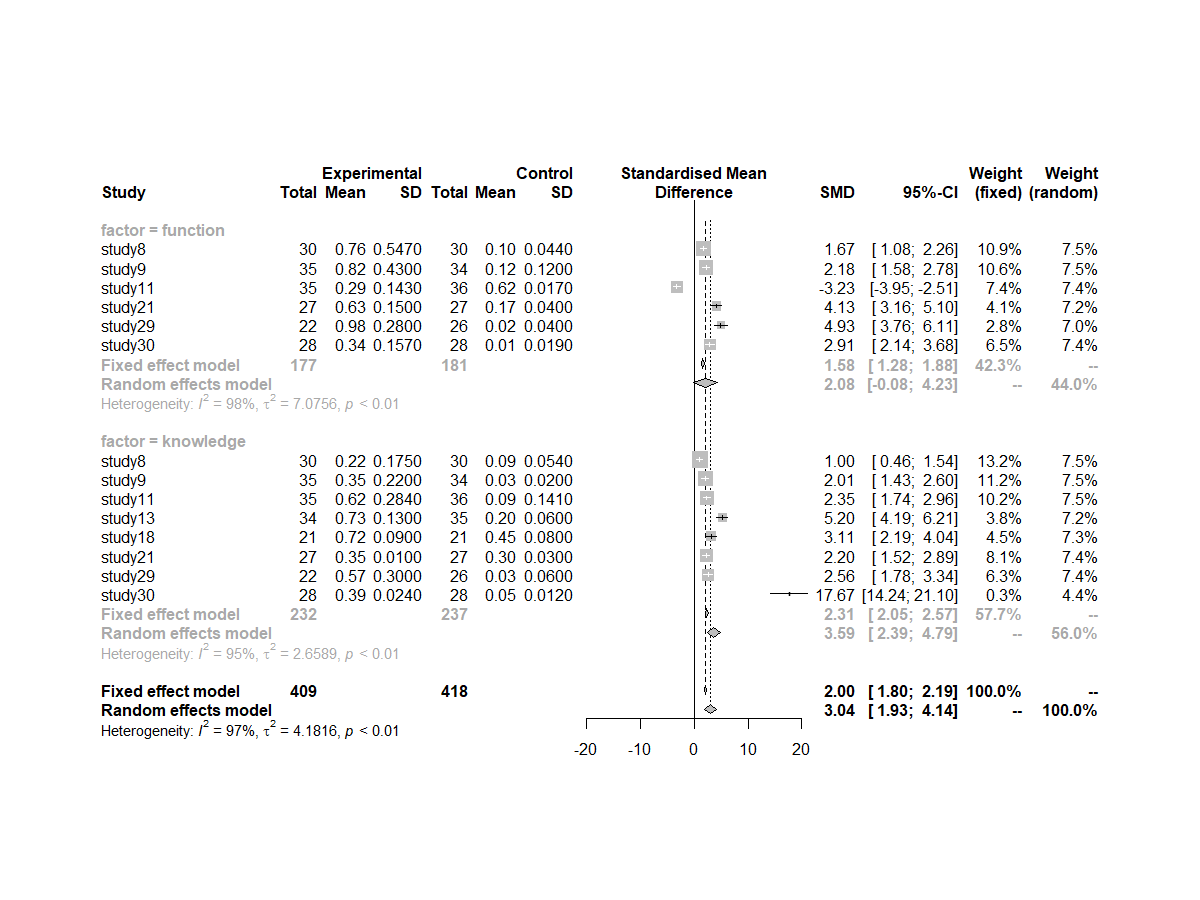 Experimental Control Standardised Mean Weight Weight
Study Total Mean SD Total Mean SD Difference SMD 95%-CI (fixed) (random)
factor = function
study8 30 0.76 0.5470 30 0.10 0.0440 1.67 [ 1.08; 2.26] 10.9% 7.5%
study9 35 0.82 0.4300 34 0.12 0.1200 2.18 [ 1.58; 2.78] 10.6% 7.5%
study11 35 0.29 0.1430 36 0.62 0.0170 -3.23 [-3.95; -2.51] 7.4% 7.4%
study21 27 0.63 0.1500 27 0.17 0.0400 4.13 [ 3.16; 5.10] 4.1% 7.2%
study29 22 0.98 0.2800 26 0.02 0.0400 4.93 [ 3.76; 6.11] 2.8% 7.0%
study30 28 0.34 0.1570 28 0.01 0.0190 2.91 [ 2.14; 3.68] 6.5% 7.4%
Fixed effect model 177 181 1.58 [ 1.28; 1.88] 42.3% --
Random effects model 2.08 [-0.08; 4.23] -- 44.0%
Heterogeneity: I² = 98%, τ² = 7.0756, p < 0.01
factor = knowledge
study8 30 0.22 0.1750 30 0.09 0.0540 1.00 [ 0.46; 1.54] 13.2% 7.5%
study9 35 0.35 0.2200 34 0.03 0.0200 2.01 [ 1.43; 2.60] 11.2% 7.5%
study11 35 0.62 0.2840 36 0.09 0.1410 2.35 [ 1.74; 2.96] 10.2% 7.5%
study13 34 0.73 0.1300 35 0.20 0.0600 5.20 [ 4.19; 6.21] 3.8% 7.2%
study18 21 0.72 0.0900 21 0.45 0.0800 3.11 [ 2.19; 4.04] 4.5% 7.3%
study21 27 0.35 0.0100 27 0.30 0.0300 2.20 [ 1.52; 2.89] 8.1% 7.4%
study29 22 0.57 0.3000 26 0.03 0.0600 2.56 [ 1.78; 3.34] 6.3% 7.4%
study30 28 0.39 0.0240 28 0.05 0.0120 17.67 [14.24; 21.10] 0.3% 4.4%
Fixed effect model 232 237 2.31 [ 2.05; 2.57] 57.7% --
Random effects model 3.59 [ 2.39; 4.79] -- 56.0%
Heterogeneity: I² = 95%, τ² = 2.6589, p < 0.01
Fixed effect model 409 418 2.00 [ 1.80; 2.19] 100.0% --
Random effects model 3.04 [ 1.93; 4.14] -- 100.0%
Heterogeneity: I² = 97%, τ² = 4.1816, p < 0.01
-20 -10 0 10 20